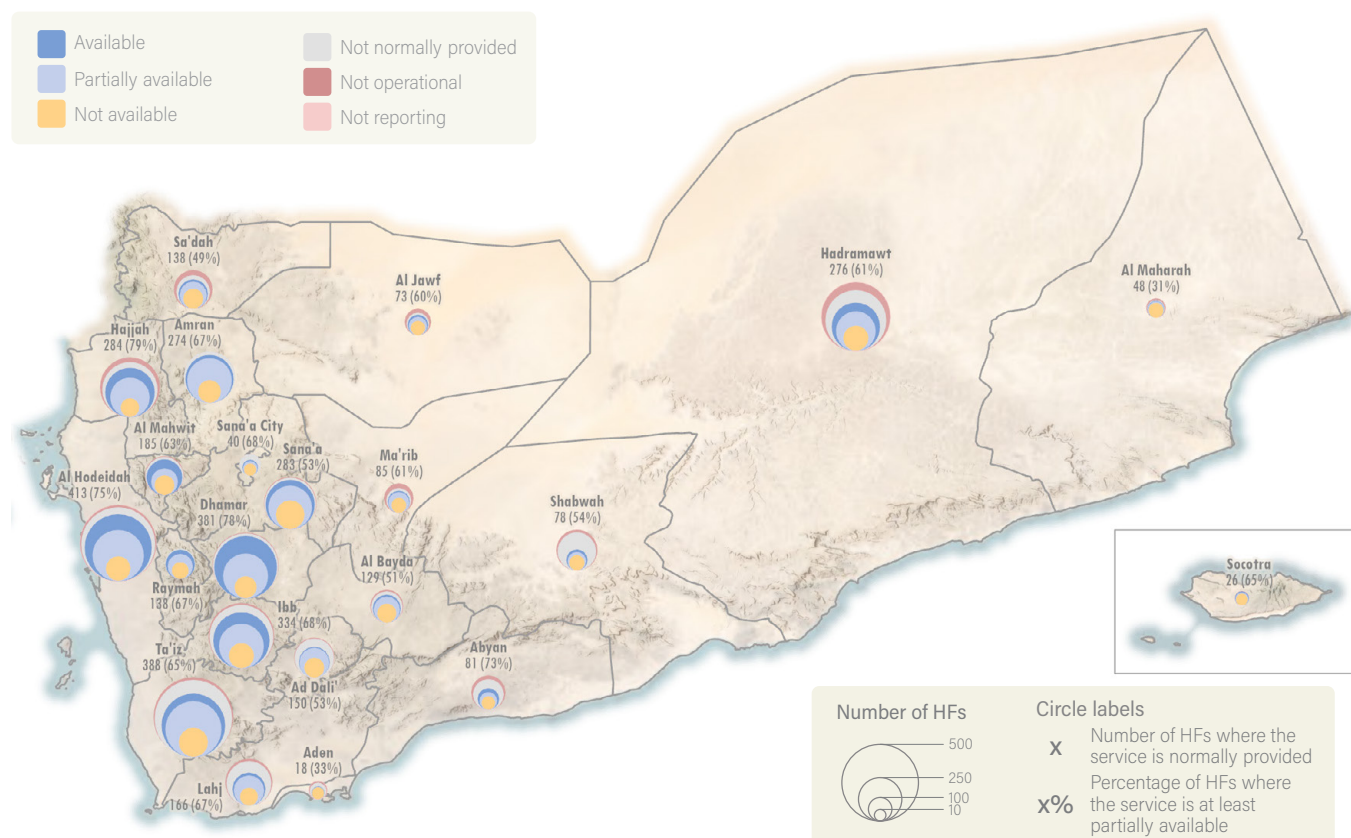 Available
Partially available
Not available
Not normally provided
Not operational
Not reporting
Sa'dah
138 (49%)
Al Jawf
73 (60%)
Hadramawt
276 (61%)
Al Maharah
48 (31%)
Hajjah
284 (79%)
Amran
274 (67%)
Al Mahwit
185 (63%)
Sana'a City
40 (68%)
Sana'a
283 (53%)
Ma'rib
85 (61%)
Al Hodeidah
413 (75%)
Dhamar
381 (78%)
Shabwah
78 (54%)
Al Bayda
129 (51%)
Raymah
138 (67%)
Ibb
334 (68%)
Socotra
26 (65%)
Ta'iz
388 (65%)
Ad Dali'
150 (53%)
Abyan
81 (73%)
Aden
18 (33%)
Lahj
166 (67%)
Number of HFs
500
250
100
10
Circle labels
x Number of HFs where the
service is normally provided
x% Percentage of HFs where
the service is at least
partially available